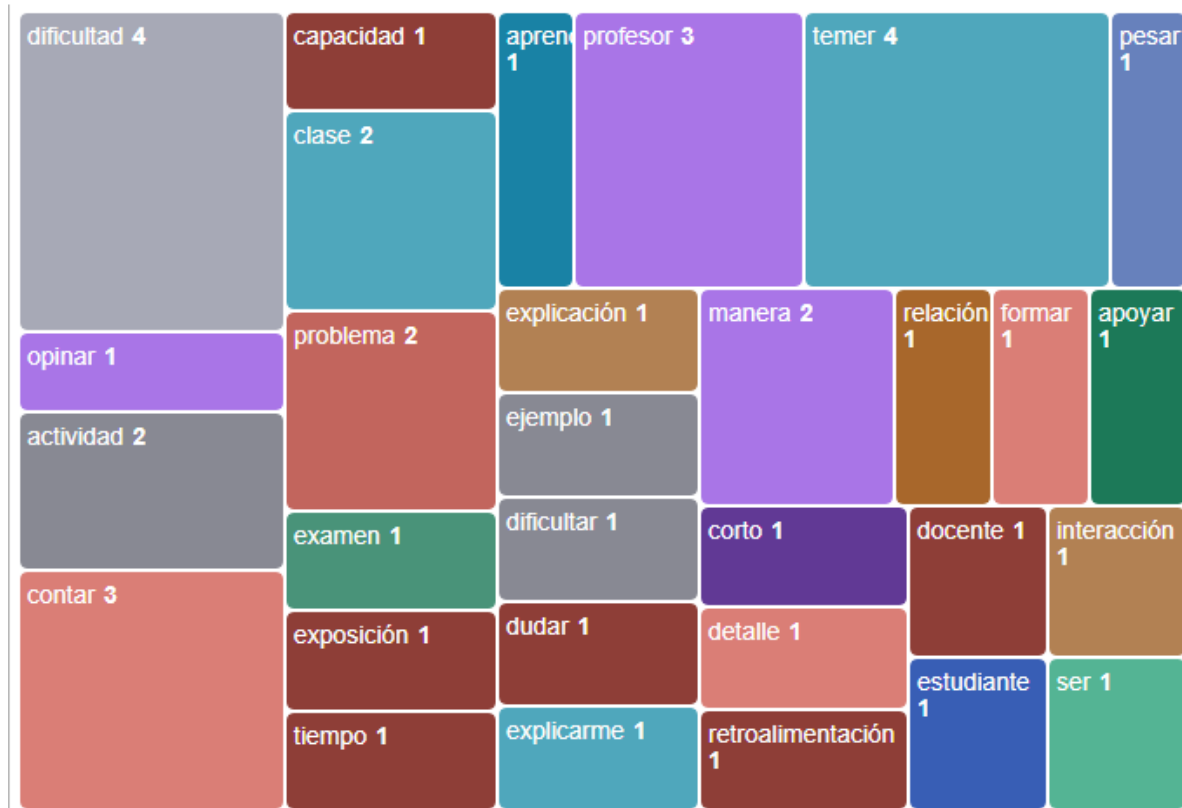 dificultad 4
opinar 1
actividad 2
contar 3
capacidad 1
clase 2
problema 2
examen 1
exposición 1
tiempo 1
apren
1
profesor 3
temer 4
pesar
1
explicación 1
ejemplo 1
dificultar 1
dudar 1
explicarme 1
manera 2
relación
1
formar
1
apoyar
1
corto 1
detalle 1
retroalimentación
1
docente 1
interacción
1
estudiante
1
ser 1